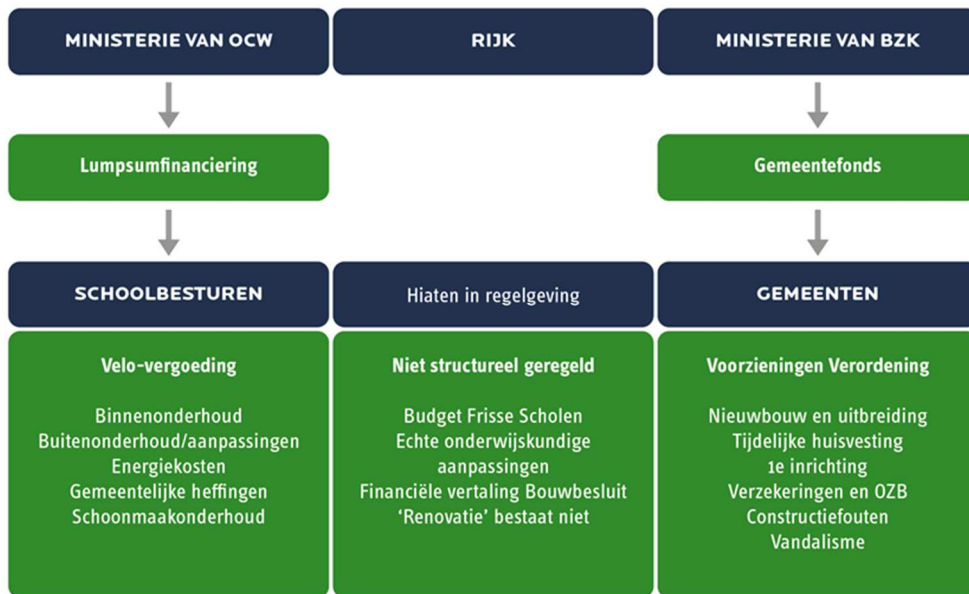 MINISTERIE VAN OCW
RIJK
MINISTERIE VAN BZK
Lumpsumfinanciering
Gemeentefonds
SCHOOLBESTUREN
Hiaten in regelgeving
GEMEENTEN
Velo-vergoeding
Binnenonderhoud
Buitenonderhoud/aanpassingen
Energiekosten
Gemeentelijke heffingen
Schoonmaakonderhoud
Niet structureel geregeld
Budget Frisse Scholen
Echte onderwijskundige
aanpassingen
Financiële vertaling Bouwbesluit
‘Renovatie’ bestaat niet
Voorzieningen Verordening
Nieuwbouw en uitbreiding
Tijdelijke huisvesting
1e inrichting
Verzekeringen en OZB
Constructiefouten
Vandalisme